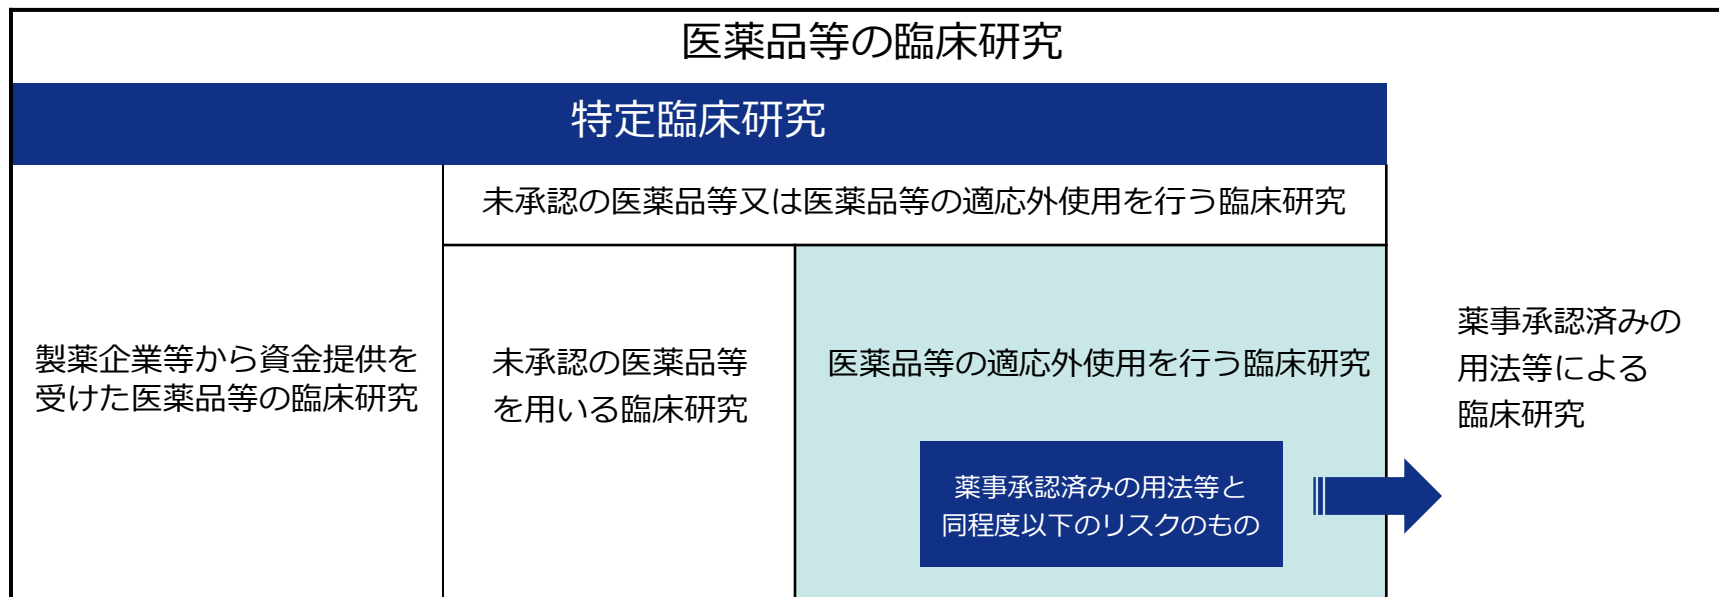 医薬品等の臨床研究
特定臨床研究
未承認の医薬品等又は医薬品等の適応外使用を行う臨床研究
製薬企業等から資金提供を
受けた医薬品等の臨床研究
未承認の医薬品等
を用いる臨床研究
医薬品等の適応外使用を行う臨床研究
薬事承認済みの用法等と
同程度以下のリスクのもの
薬事承認済みの
用法等による
臨床研究